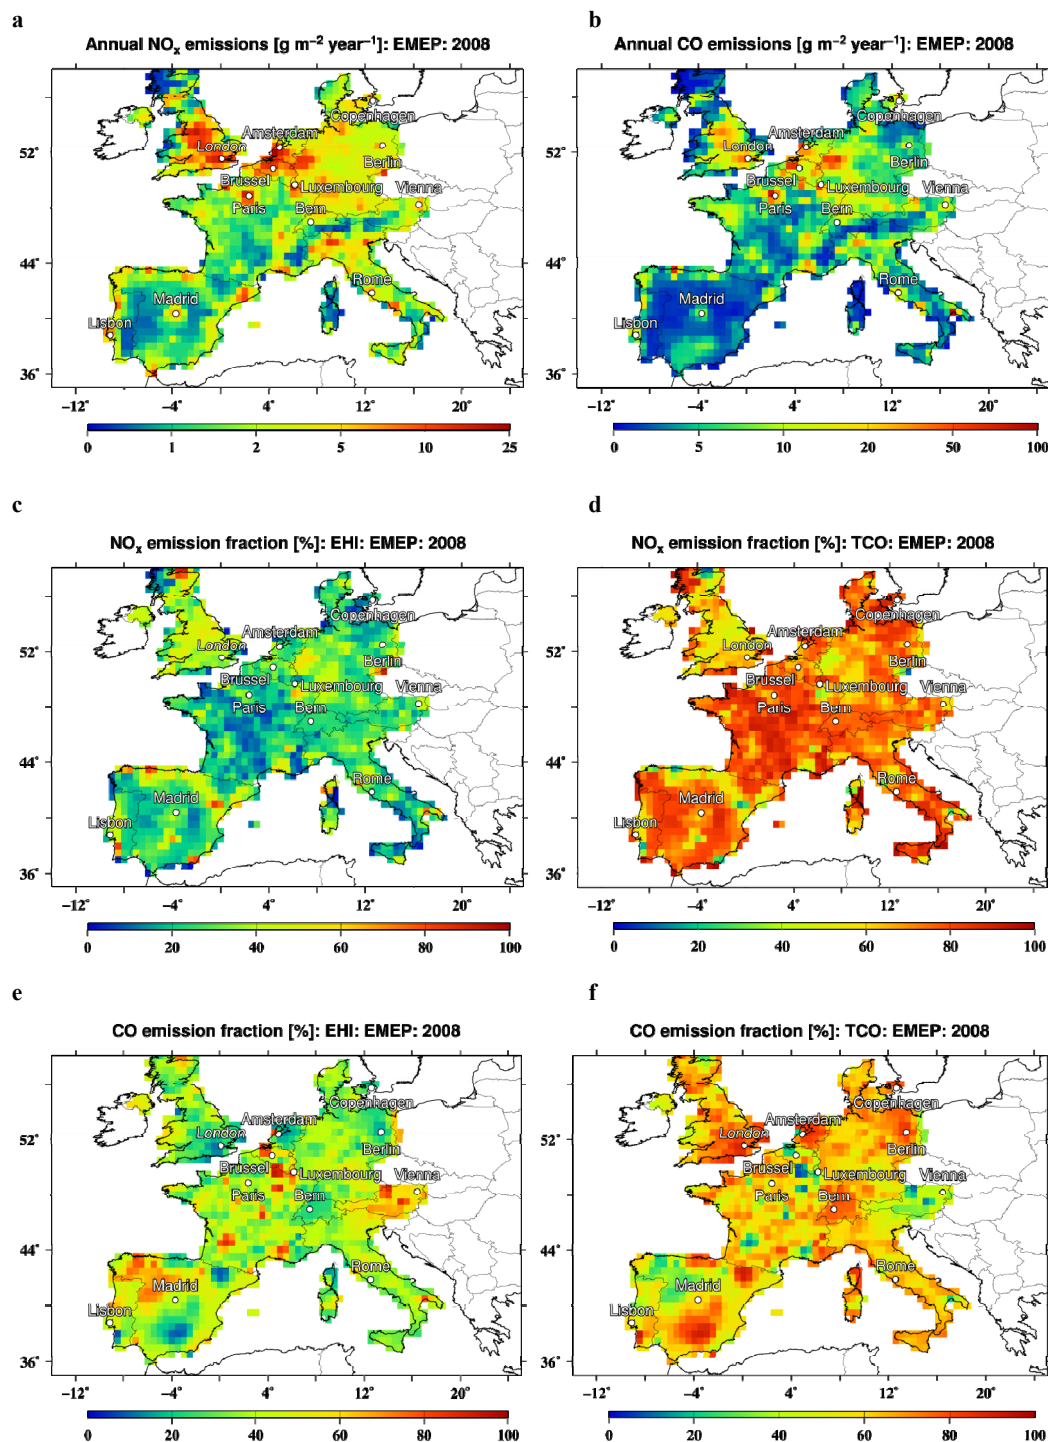 a
b
Annual NOx emissions [g m−2 year−1]: EMEP: 2008
Annual CO emissions [g m−2 year−1]: EMEP: 2008
52°
44°
36°
Copenhagen
Amsterdam
London
Berlin
Brüssel
Luxembourg
Vienna
Paris
Bern
Rome
Madrid
Lisbon
−12°
−4°
4°
12°
20°
0 1 2 5 10 25
52°
44°
36°
Copenhagen
Amsterdam
London
Berlin
Brüssel
Luxembourg
Vienna
Paris
Bern
Rome
Madrid
Lisbon
−12°
−4°
4°
12°
20°
0 5 10 20 50 100
c
d
NOx emission fraction [%]: EHI: EMEP: 2008
NOx emission fraction [%]: TCO: EMEP: 2008
52°
44°
36°
Copenhagen
Amsterdam
London
Berlin
Brüssel
Luxembourg
Vienna
Paris
Bern
Rome
Madrid
Lisbon
−12°
−4°
4°
12°
20°
0 20 40 60 80 100
52°
44°
36°
Copenhagen
Amsterdam
London
Berlin
Brüssel
Luxembourg
Vienna
Paris
Bern
Rome
Madrid
Lisbon
−12°
−4°
4°
12°
20°
0 20 40 60 80 100
e
f
CO emission fraction [%]: EHI: EMEP: 2008
CO emission fraction [%]: TCO: EMEP: 2008
52°
44°
36°
Copenhagen
Amsterdam
London
Berlin
Brüssel
Luxembourg
Vienna
Paris
Bern
Rome
Madrid
Lisbon
−12°
−4°
4°
12°
20°
0 20 40 60 80 100
52°
44°
36°
Copenhagen
Amsterdam
London
Berlin
Brüssel
Luxembourg
Vienna
Paris
Bern
Rome
Madrid
Lisbon
−12°
−4°
4°
12°
20°
0 20 40 60 80 100